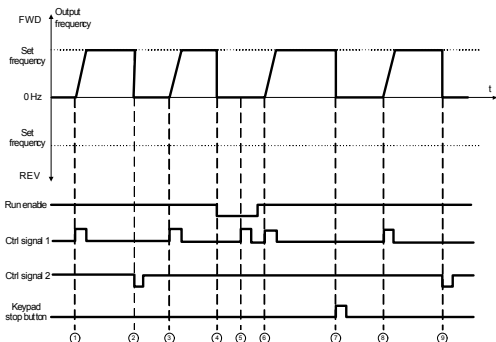 FWD
Output
frequency
Set
frequency
0 Hz
t
Set
frequency
REV
Run enable
Ctrl signal 1
Ctrl signal 2
Keypad
stop button
1 2 3 4 5 6 7 8 9